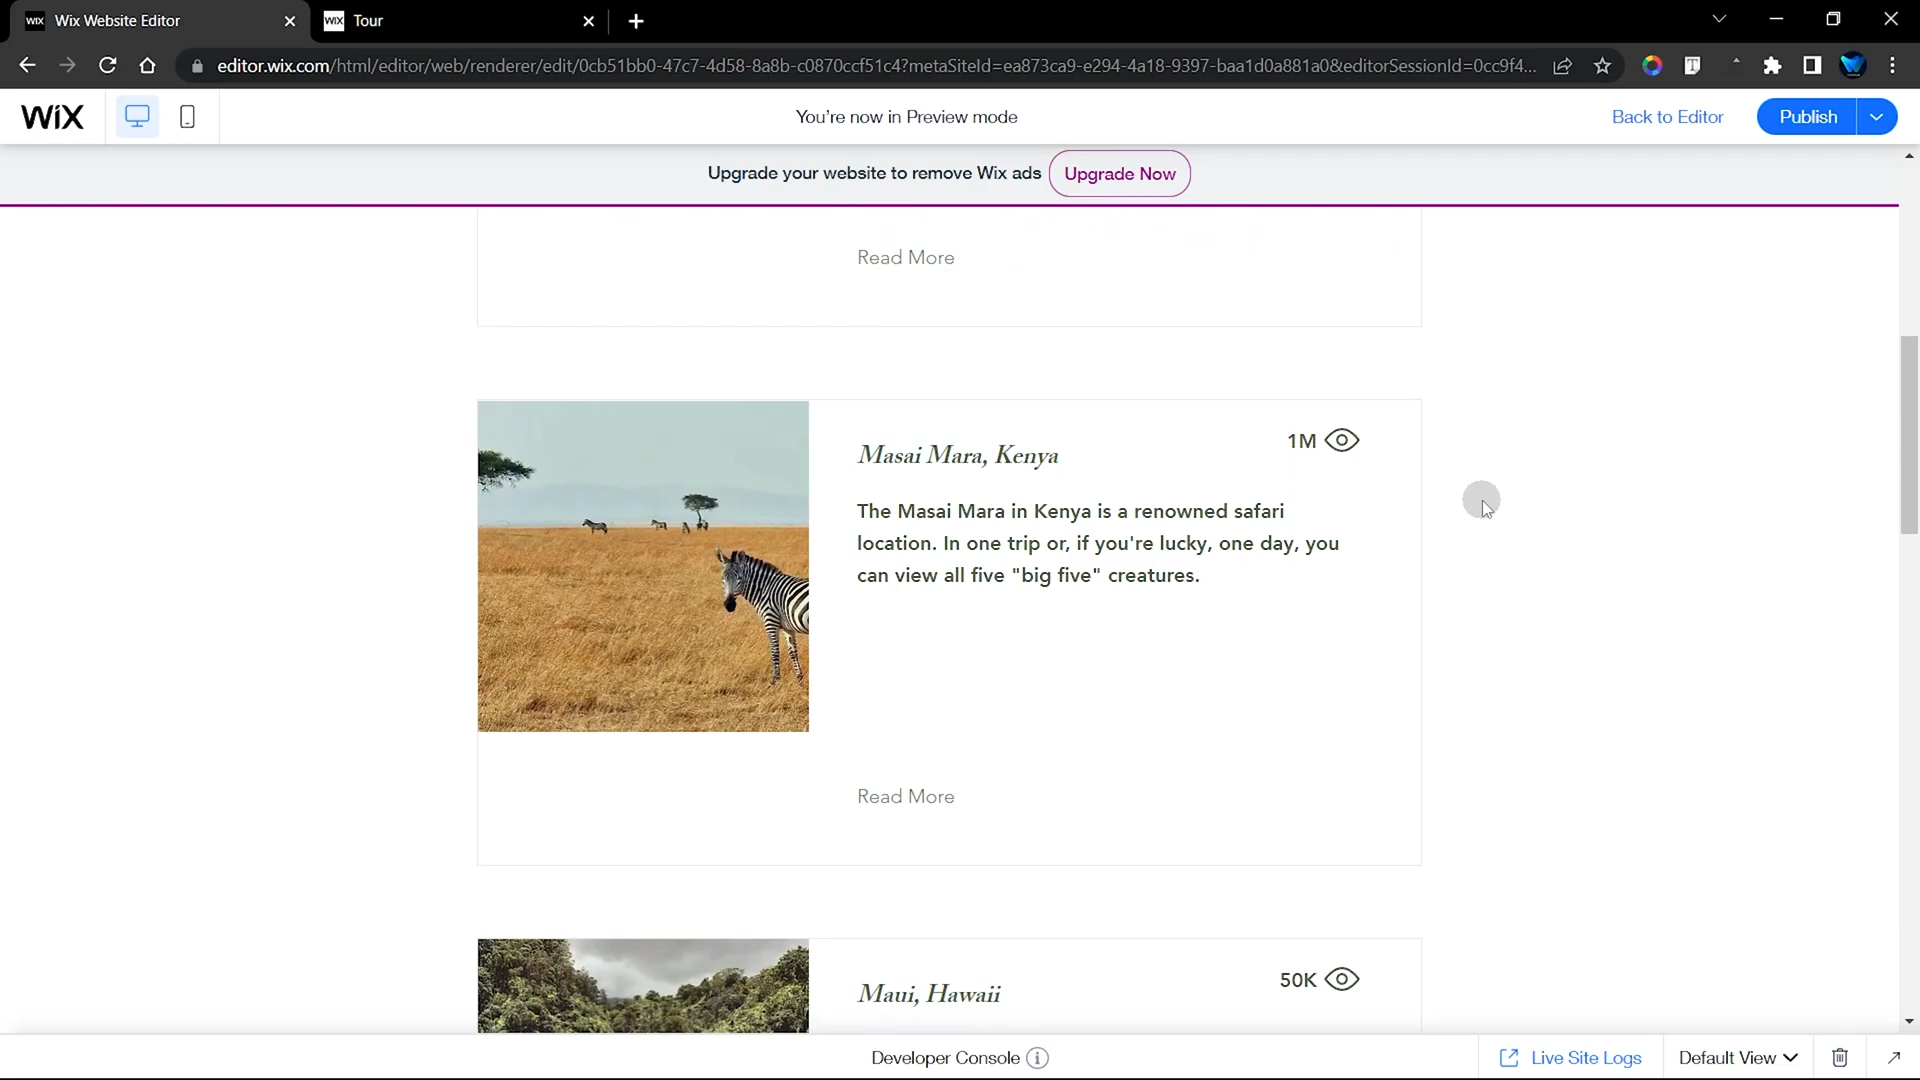 WiX Wix Website Editor
WiX Tour
editor.wix.com/html/editor/web/renderer/edit/0cb51bb0-47c7-4d58-8a8b-c0870ccf51c4?metaSiteId=ea873ca9-e294-4a18-9397-baa1d0a881a0&editorSessionId=0cc9f4...
WiX
You're now in Preview mode
Back to Editor
Publish
Upgrade your website to remove Wix ads
Upgrade Now
Read More
Masai Mara, Kenya
1M
The Masai Mara in Kenya is a renowned safari
location. In one trip or, if you're lucky, one day, you
can view all five "big five" creatures.
Read More
Maui, Hawaii
50K
Developer Console
Live Site Logs
Default View